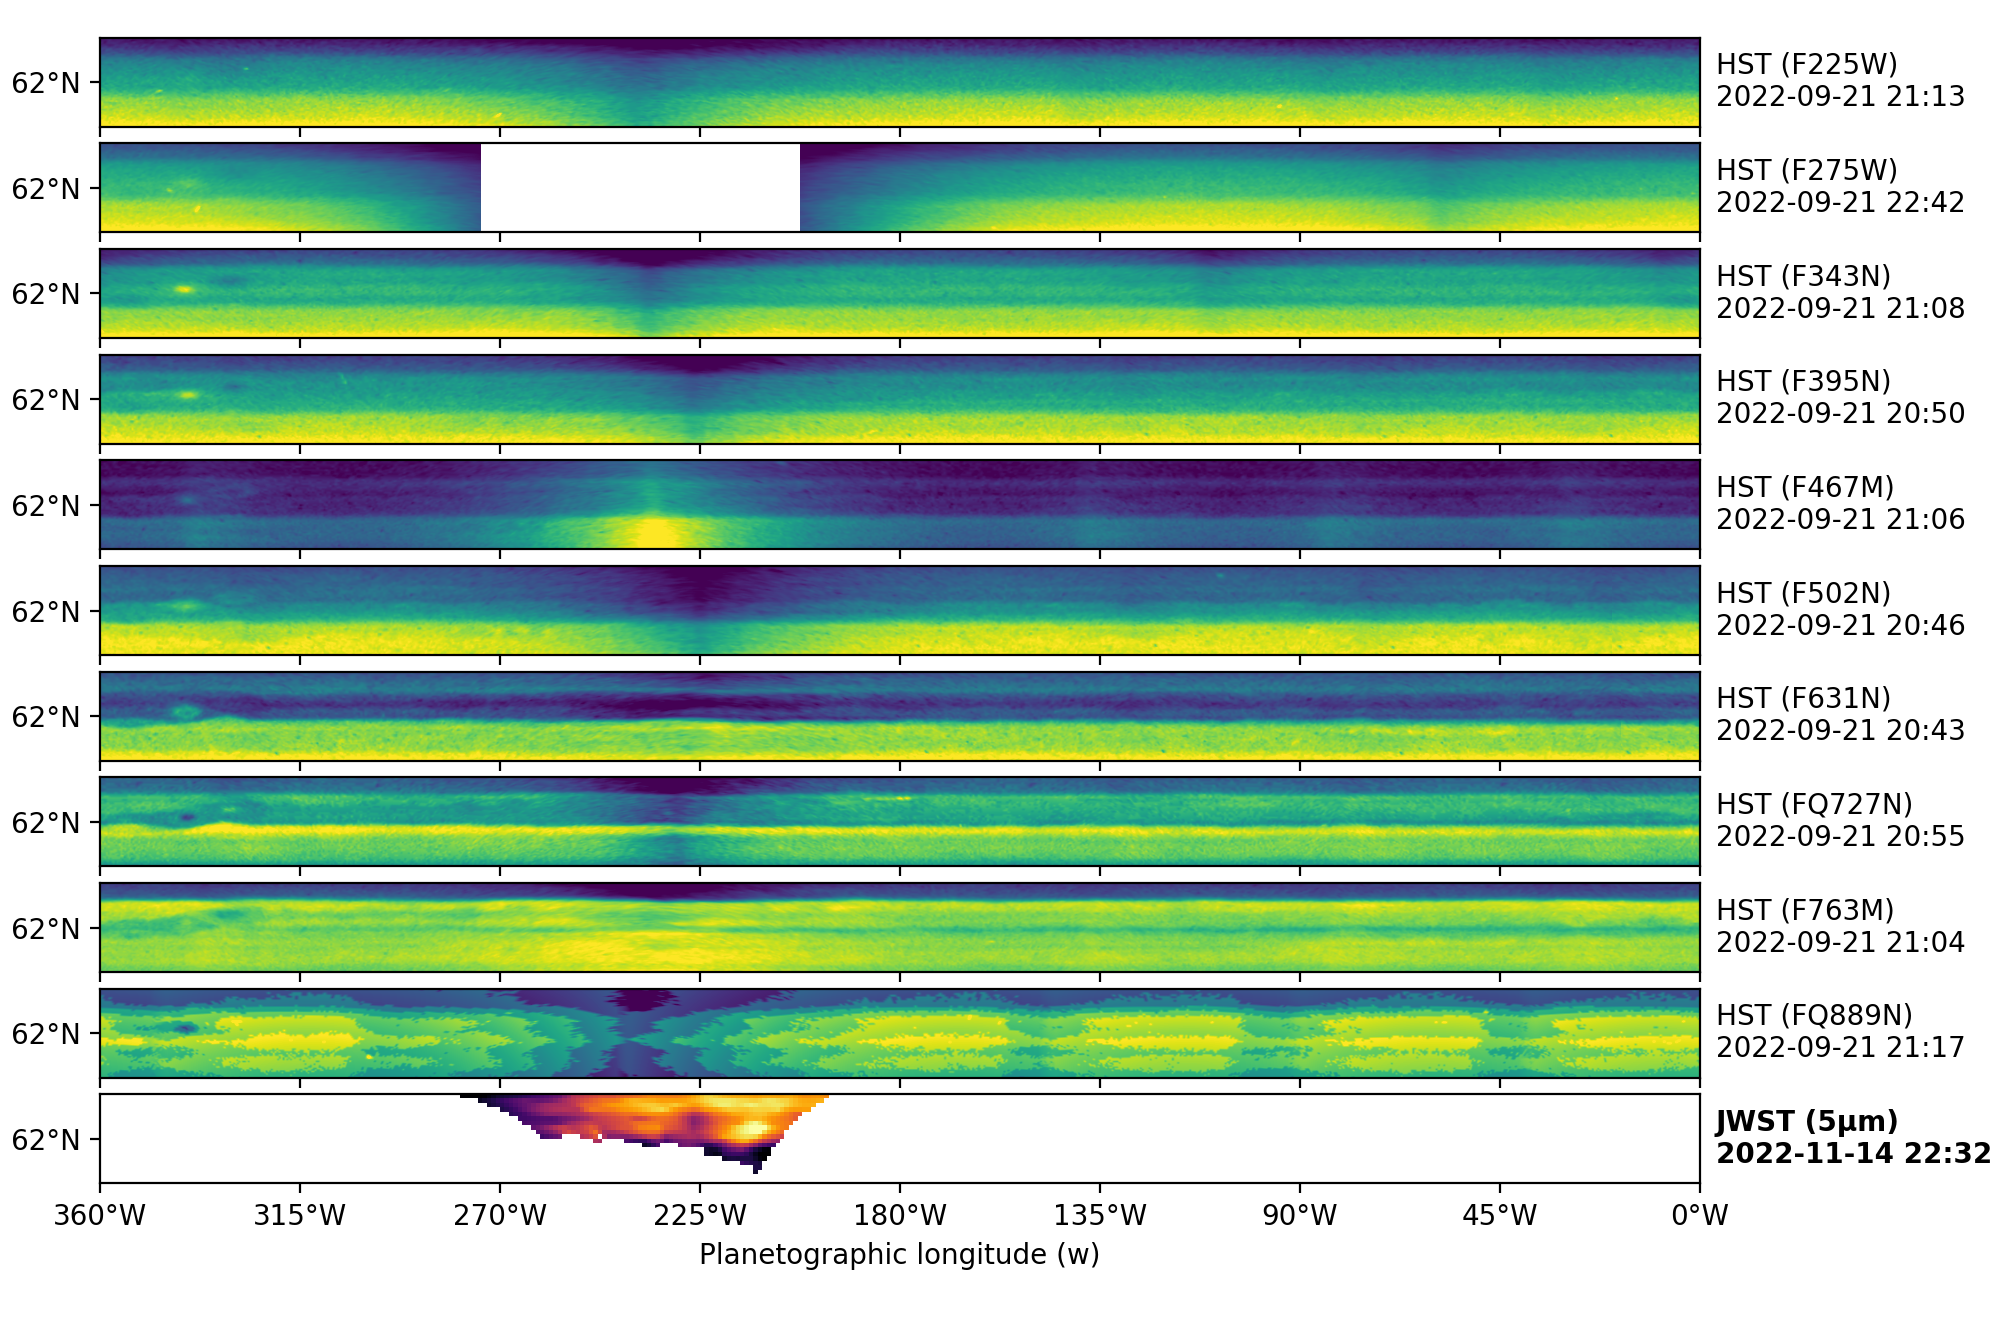 62°N
HST (F225W)
2022-09-21 21:13
62°N
HST (F275W)
2022-09-21 22:42
62°N
HST (F343N)
2022-09-21 21:08
62°N
HST (F395N)
2022-09-21 20:50
62°N
HST (F467M)
2022-09-21 21:06
62°N
HST (F502N)
2022-09-21 20:46
62°N
HST (F631N)
2022-09-21 20:43
62°N
HST (FQ727N)
2022-09-21 20:55
62°N
HST (F763M)
2022-09-21 21:04
62°N
HST (FQ889N)
2022-09-21 21:17
62°N
JWST (5μm)
2022-11-14 22:32
360°W 315°W 270°W 225°W 180°W 135°W 90°W 45°W 0°W
Planetographic longitude (w)